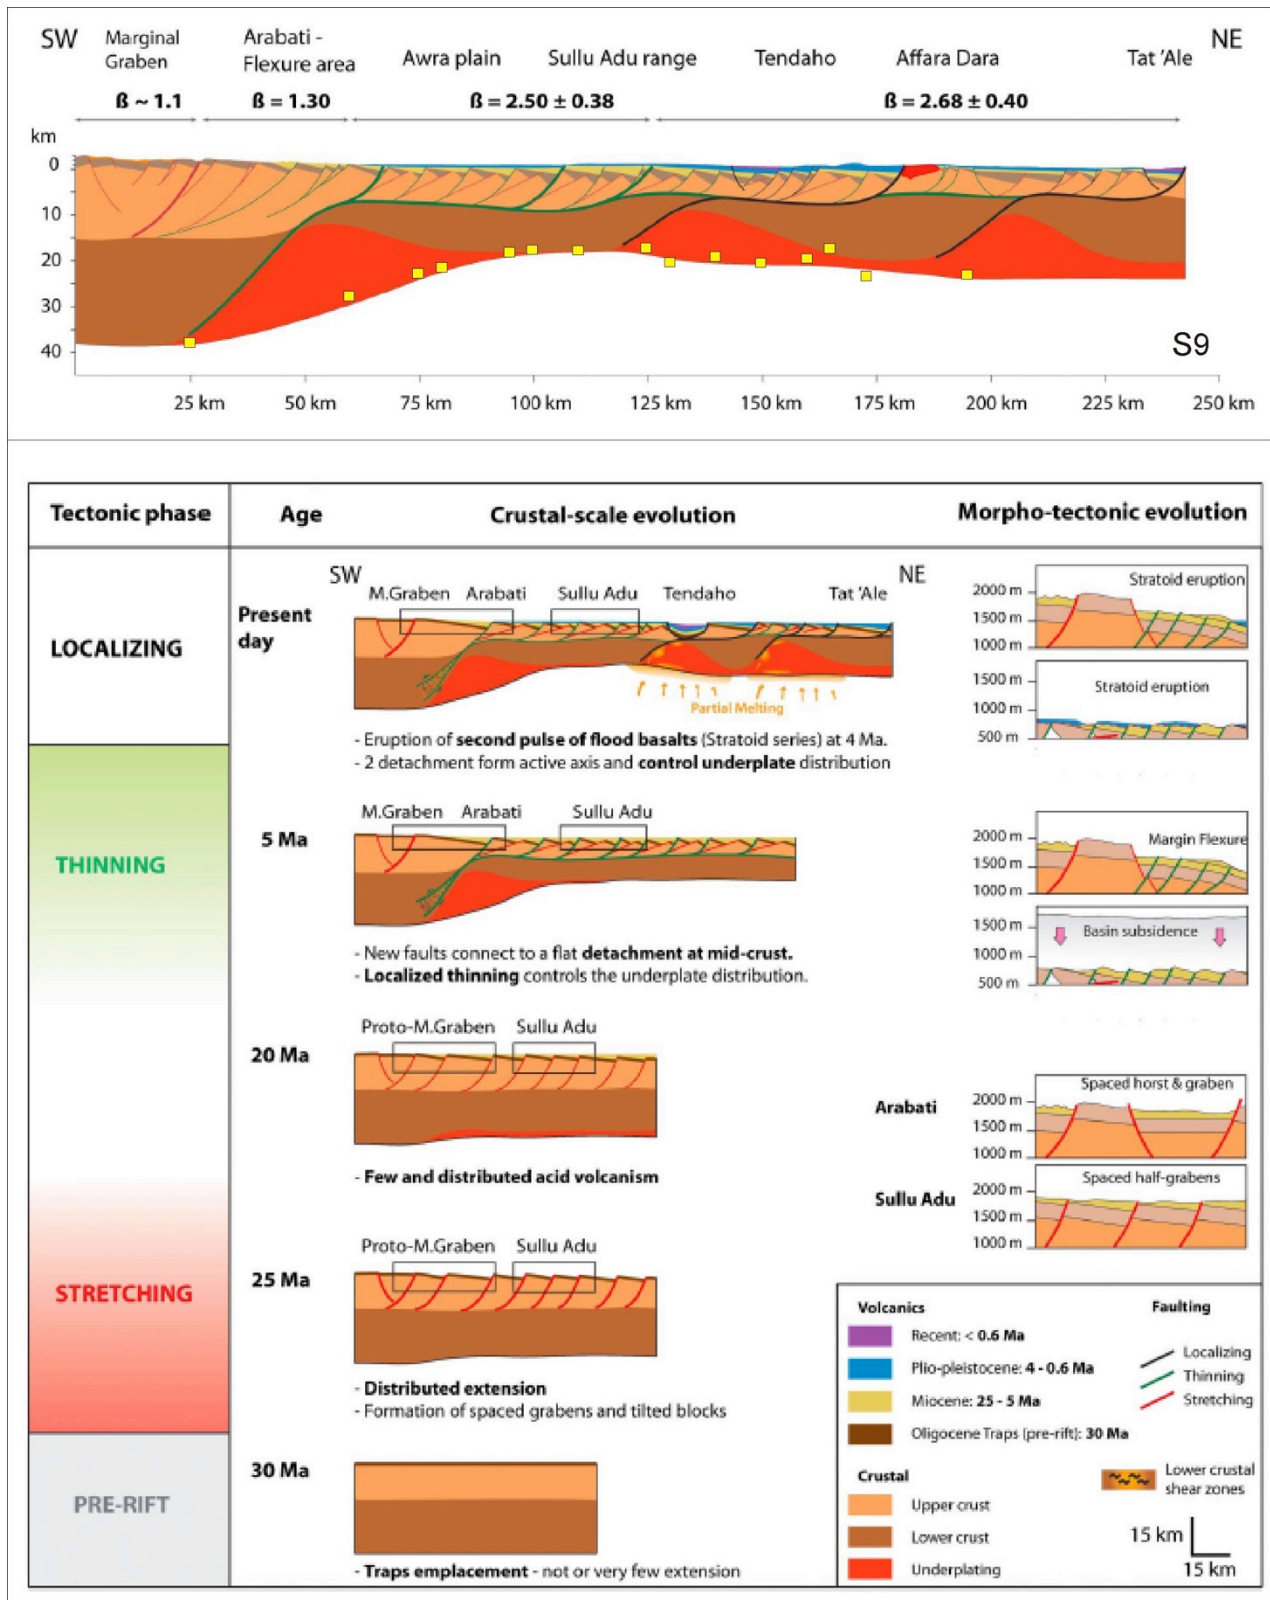 SW
Marginal
Graben
Arabati -
Flexure area
Awra plain
Sullu Adu range
Tendaho
Affara Dara
Tat 'Ale
NE
ß ~ 1.1
ß = 1.30
ß = 2.50 ± 0.38
ß = 2.68 ± 0.40
km
0
10
20
30
40
S9
25 km
50 km
75 km
100 km
125 km
150 km
175 km
200 km
225 km
250 km
Tectonic phase
Age
Crustal-scale evolution
Morpho-tectonic evolution
LOCALIZING
Present
day
SW
NE
M.Graben
Arabati
Sullu Adu
Tendaho
Tat 'Ale
Partial Melting
- Eruption of second pulse of flood basalts (Stratoid series) at 4 Ma.
- 2 detachment form active axis and control underplate distribution
2000 m
1500 m
1000 m
Stratoid eruption
1500 m
1000 m
500 m
Stratoid eruption
THINNING
5 Ma
M.Graben
Arabati
Sullu Adu
- New faults connect to a flat detachment at mid-crust.
- Localized thinning controls the underplate distribution.
2000 m
1500 m
1000 m
Margin Flexure
1500 m
1000 m
500 m
Basin subsidence
20 Ma
Proto-M.Graben
Sullu Adu
- Few and distributed acid volcanism
Arabati
2000 m
1500 m
1000 m
Spaced horst & graben
Sullu Adu
2000 m
1500 m
1000 m
Spaced half-grabens
STRETCHING
25 Ma
Proto-M.Graben
Sullu Adu
- Distributed extension
- Formation of spaced grabens and tilted blocks
PRE-RIFT
30 Ma
- Traps emplacement - not or very few extension
Volcanics
Recent: < 0.6 Ma
Plio-pleistocene: 4 - 0.6 Ma
Miocene: 25 - 5 Ma
Oligocene Traps (pre-rift): 30 Ma
Faulting
Localizing
Thinning
Stretching
Crustal
Upper crust
Lower crust
Underplating
Lower crustal
shear zones
15 km
15 km